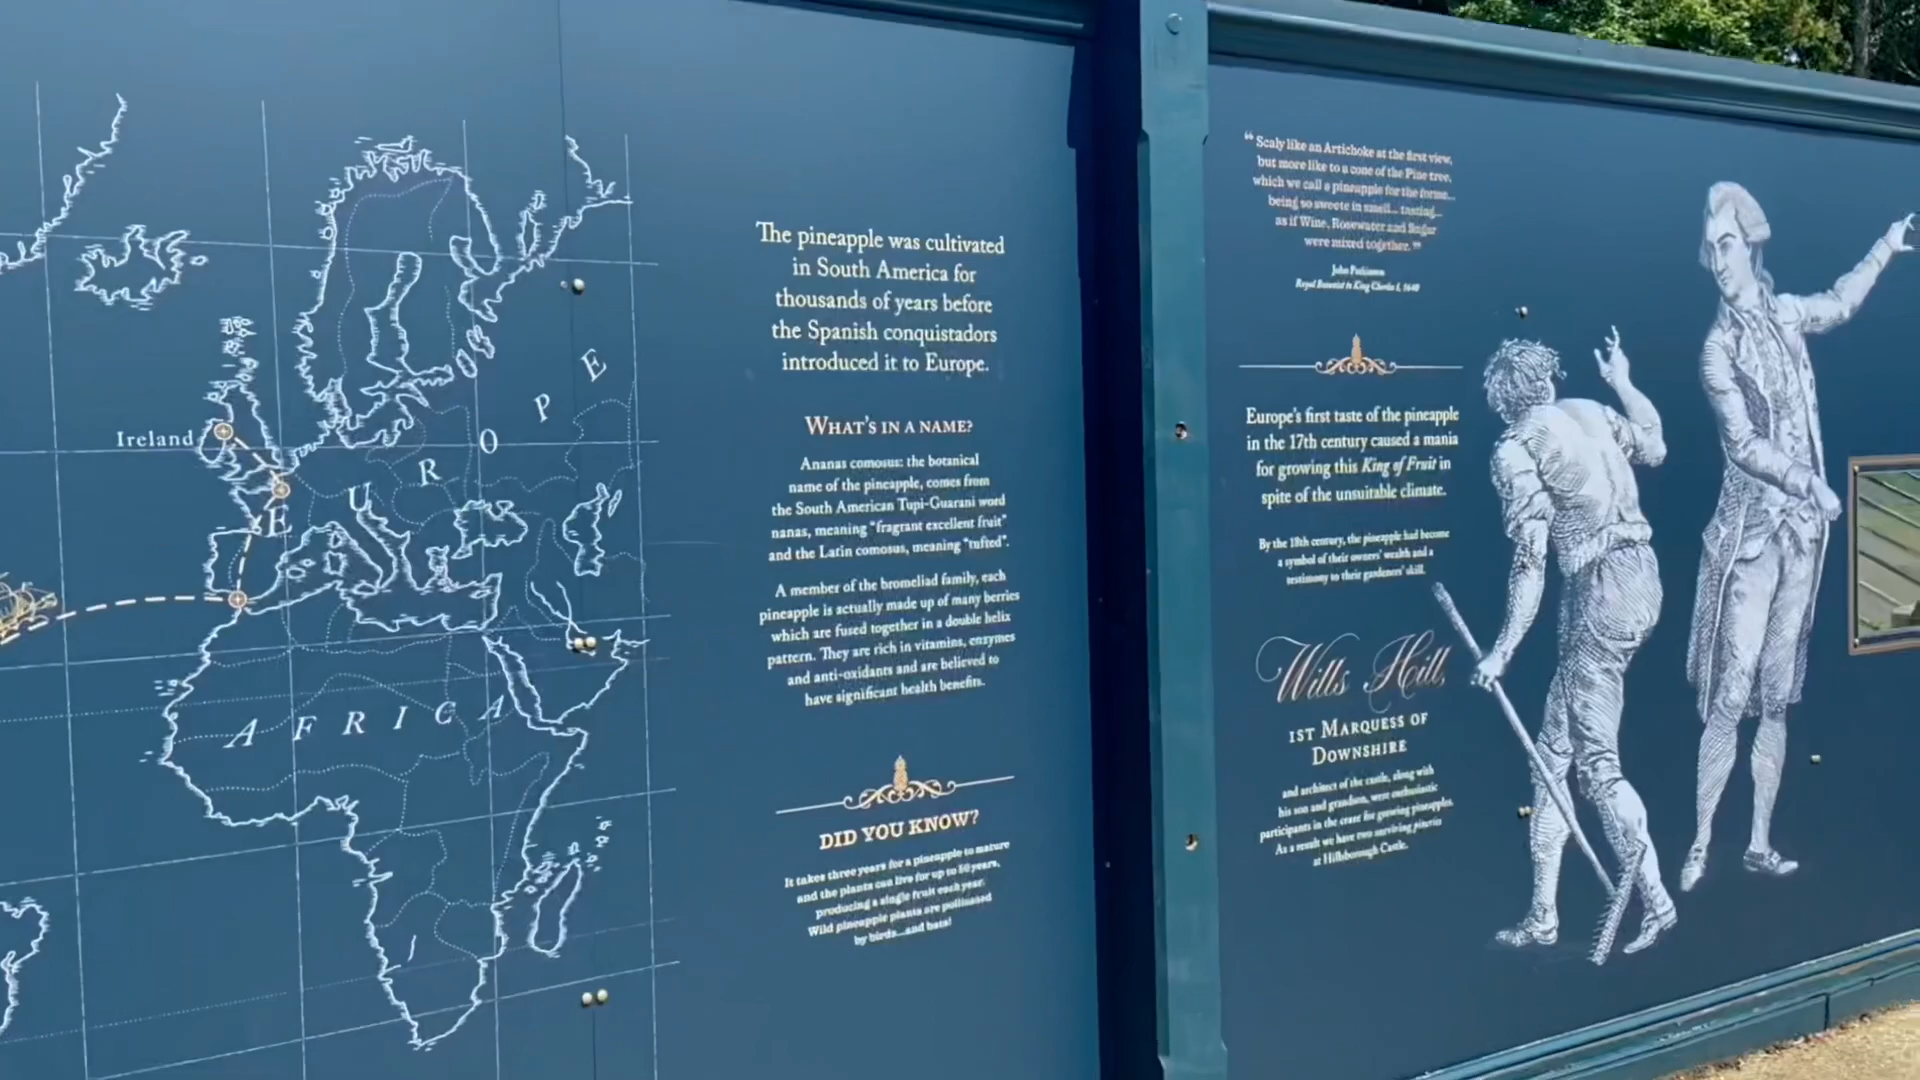 Ireland
EUROPE
AFRICA
The pineapple was cultivated
in South America for
thousands of years before
the Spanish conquistadors
introduced it to Europe.
WHAT'S IN A NAME?
Ananas comosus: the botanical
name of the pineapple, comes from
the South American Tupi-Guarani word
nanas, meaning “fragrant excellent fruit”
and the Latin comosus, meaning “tufted”.
A member of the bromeliad family, each
pineapple is actually made up of many berries
which are fused together in a double helix
pattern. They are rich in vitamins, enzymes
and anti-oxidants and are believed to
have significant health benefits.
DID YOU KNOW?
It takes three years for a pineapple to mature
and the plants can live for up to 50 years,
producing a single fruit each year.
Wild pineapple plants are pollinated
by birds...and bats!
“Scaly like an Artichoke at the first view,
but more like to a cone of the Pine tree,
which we call a pineapple for the forme...
being so sweete in smell... tasting...
as if Wine, Rosewater and Sugar
were mixed together.”
John Parkinson
Royal Botanist to King Charles I, 1640
Europe's first taste of the pineapple
in the 17th century caused a mania
for growing this King of Fruit in
spite of the unsuitable climate.
By the 18th century, the pineapple had become
a symbol of their owners' wealth and a
testimony to their gardeners' skill.
Wills Hill,
1ST MARQUESS OF
DOWNSHIRE
and architect of the castle, along with
his son and grandson, were enthusiastic
participants in the craze for growing pineapples.
As a result we have two surviving pineries
at Hillsborough Castle.